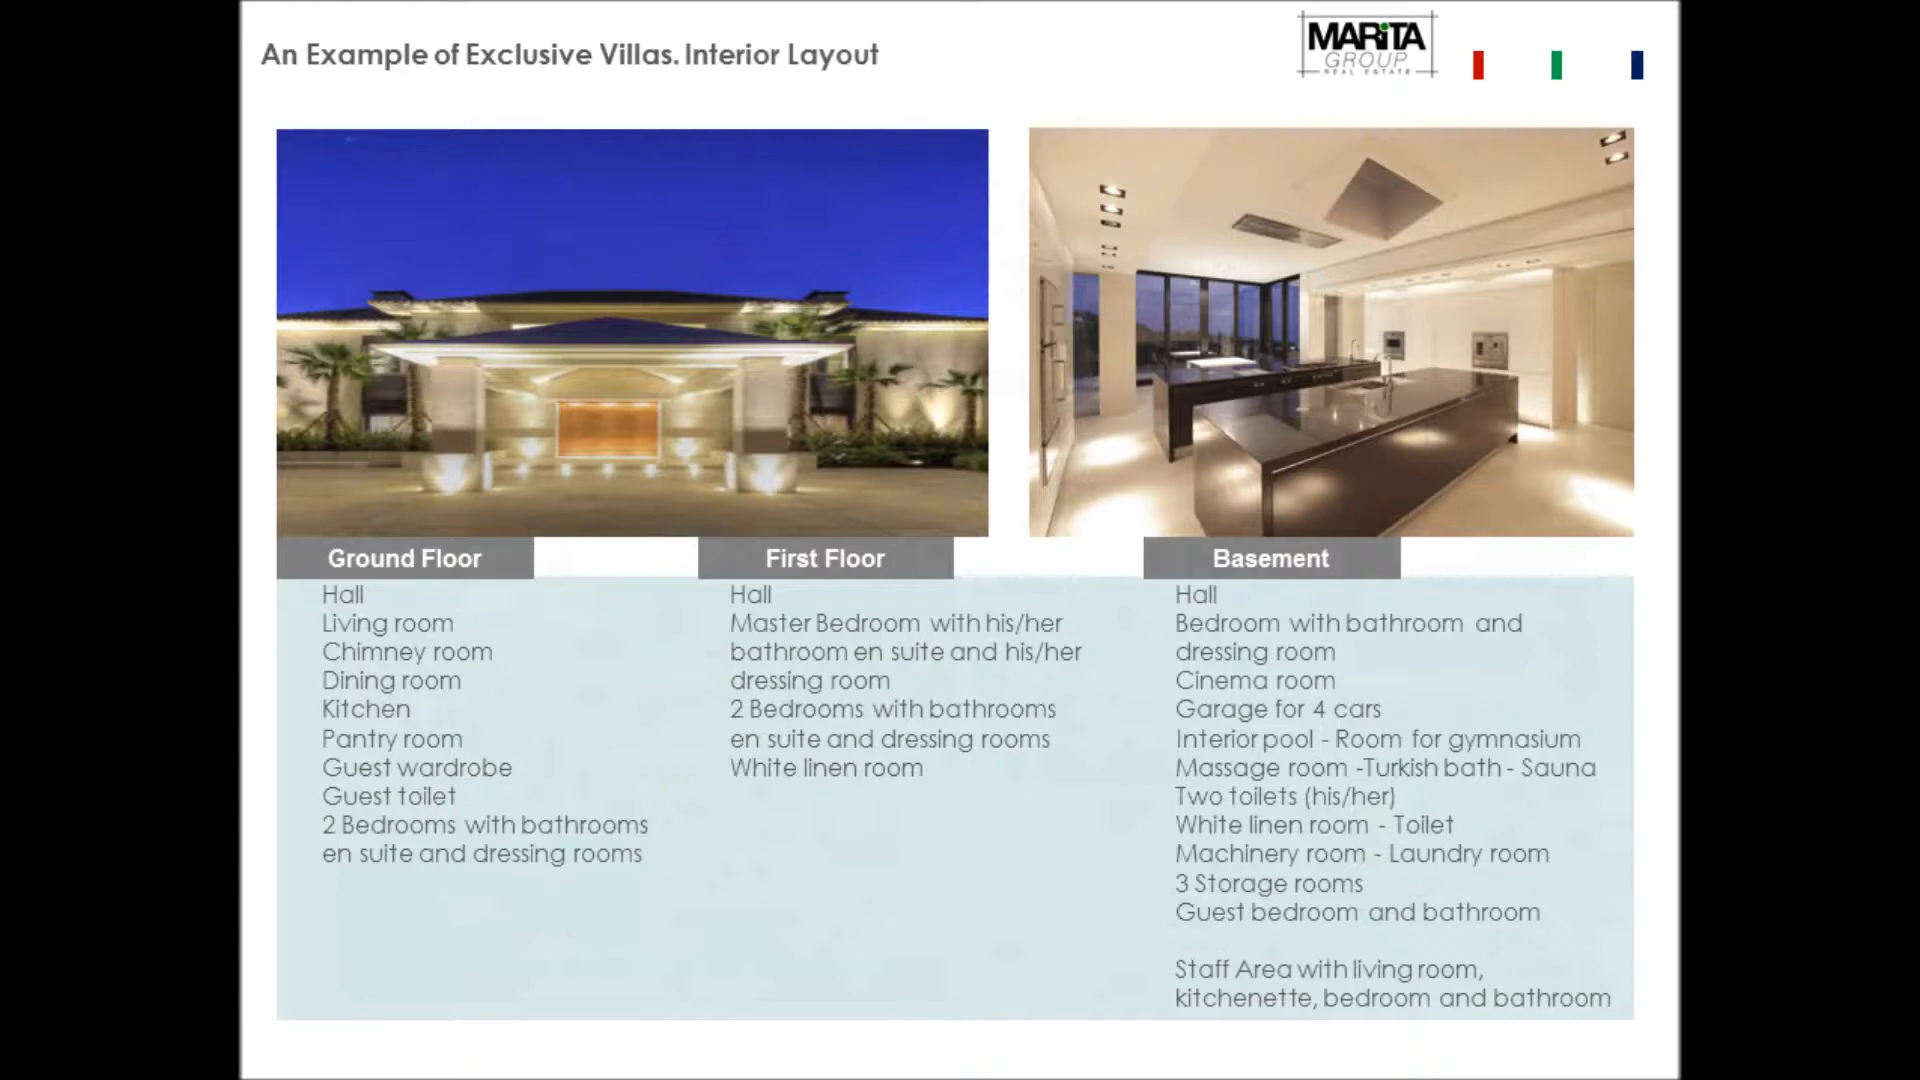 An Example of Exclusive Villas. Interior Layout
MARiTA
GROUP
REAL ESTATE
Ground Floor
Hall
Living room
Chimney room
Dining room
Kitchen
Pantry room
Guest wardrobe
Guest toilet
2 Bedrooms with bathrooms
en suite and dressing rooms
First Floor
Hall
Master Bedroom with his/her
bathroom en suite and his/her
dressing room
2 Bedrooms with bathrooms
en suite and dressing rooms
White linen room
Basement
Hall
Bedroom with bathroom and
dressing room
Cinema room
Garage for 4 cars
Interior pool - Room for gymnasium
Massage room -Turkish bath - Sauna
Two toilets (his/her)
White linen room - Toilet
Machinery room - Laundry room
3 Storage rooms
Guest bedroom and bathroom
Staff Area with living room,
kitchenette, bedroom and bathroom